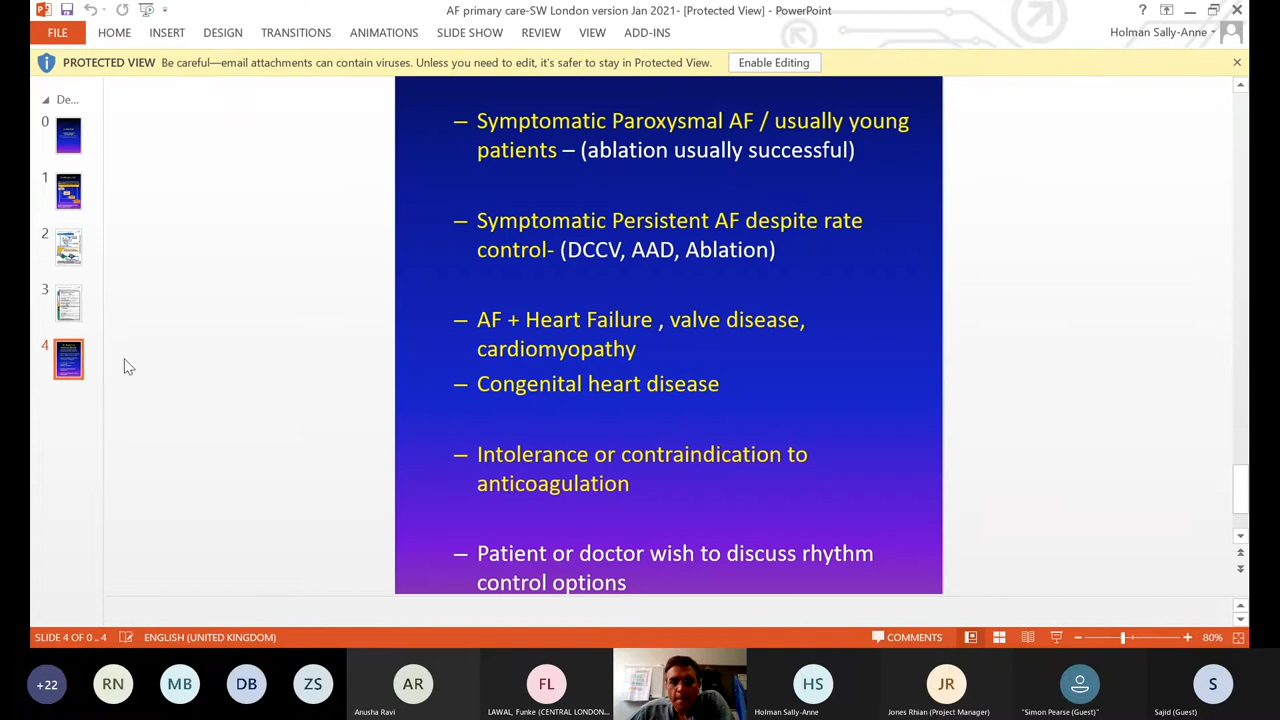 AF primary care-SW London version Jan 2021- [Protected View] - PowerPoint
FILE HOME INSERT DESIGN TRANSITIONS ANIMATIONS SLIDE SHOW REVIEW VIEW ADD-INS
Holman Sally-Anne
PROTECTED VIEW Be careful—email attachments can contain viruses. Unless you need to edit, it's safer to stay in Protected View. Enable Editing
De...
0
1
2
3
4
– Symptomatic Paroxysmal AF / usually young
patients – (ablation usually successful)
– Symptomatic Persistent AF despite rate
control- (DCCV, AAD, Ablation)
– AF + Heart Failure , valve disease,
cardiomyopathy
– Congenital heart disease
– Intolerance or contraindication to
anticoagulation
– Patient or doctor wish to discuss rhythm
control options
SLIDE 4 OF 0 .. 4 ENGLISH (UNITED KINGDOM) COMMENTS 80%
+22 RN MB DB ZS AR FL HS JR S
Anusha Ravi LAWAL, Funke (CENTRAL LONDON... Holman Sally-Anne Jones Rhian (Project Manager) "Simon Pearse (Guest)" Sajid (Guest)